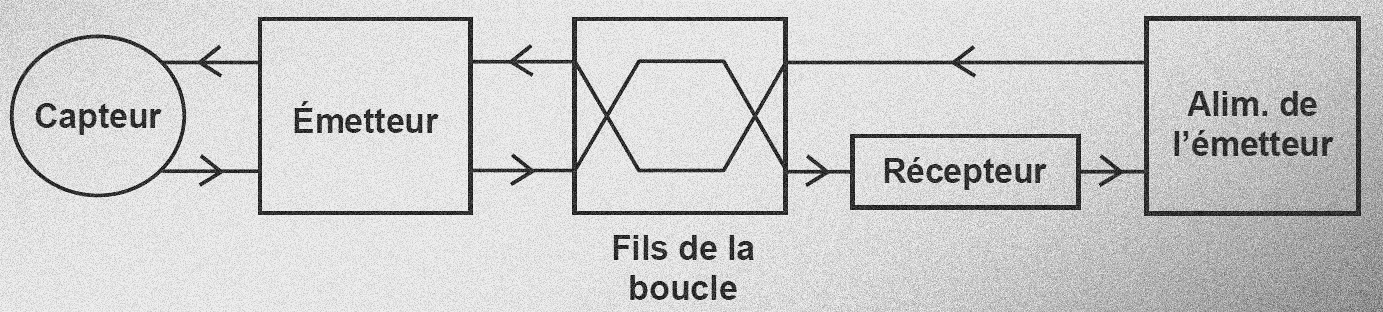 Capteur
Émetteur
Fils de la
boucle
Récepteur
Alim. de
l'émetteur